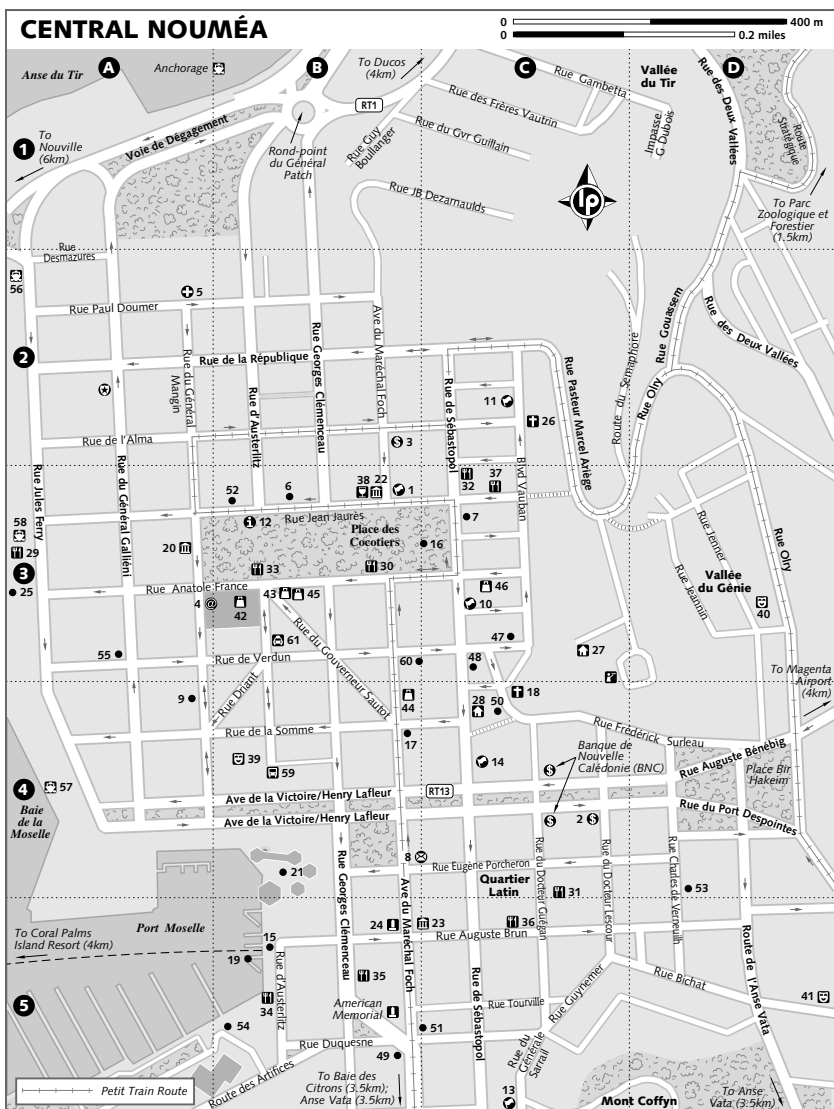 CENTRAL NOUMÉA
0 400 m
0 0.2 miles
A
B
C
D
Anse du Tir
Anchorage
To Ducos
(4km)
Rue Gambetta
Vallée
du Tir
RT1
Rue des Frères Vautrin
Rue des Deux Vallées
1
To
Nouville
(6km)
Voie de Dégagement
Rond-point
du Général
Patch
Rue Guy
Boullanger
Rue du Gvr Guillain
Impasse
G Dubois
Route
Stratégique
lp
Rue JB Dezarnaulds
To Parc
Zoologique et
Forestier
(1.5km)
Rue
Desmazures
56
5
Rue Paul Doumer
Rue Georges Clémenceau
Ave du Maréchal Foch
Route du Sémaphore
Rue Gouassem
Rue des Deux Vallées
2
Rue de la République
Rue du Général
Mangin
Rue d'Austerlitz
Rue de Sébastopol
Rue Pasteur Marcel Ariège
Rue Olry
11
26
3
Rue de l'Alma
Blvd Vauban
Rue Jules Ferry
Rue du Général Galliéni
52
6
38
22
1
32
37
58
12
Rue Jean Jaurès
7
Place des
Cocotiers
16
29
20
33
30
Rue Jenner
Rue Olry
3
25
Rue Anatole France
43
45
46
Vallée
du Génie
Rue Jeannin
4
42
10
40
61
Rue du Gouverneur Sautot
47
27
55
Rue de Verdun
60
48
To Magenta
Airport
(4km)
9
Rue Driant
44
28
50
18
Rue de la Somme
17
Rue Frédérick Surleau
39
59
14
Banque de
Nouvelle
Calédonie (BNC)
Rue Auguste Bénébig
Place Bir
Hakeim
4
57
Baie
de la
Moselle
Ave de la Victoire/Henry Lafleur
RT13
Ave de la Victoire/Henry Lafleur
2
Rue du Port Despointes
8
21
Rue Eugène Porcheron
Rue Georges Clémenceau
Ave du Maréchal Foch
Quartier
Latin
Rue du Docteur Guégan
Rue du Docteur Lescour
Rue Charles de Verneuilh
31
53
To Coral Palms
Island Resort (4km)
Port Moselle
15
24
23
36
Rue Auguste Brun
19
Rue d'Austerlitz
35
Rue de Sébastopol
Rue Guynemer
Rue Bichat
Route de l'Anse Vata
41
5
34
American
Memorial
Rue Tourville
54
51
Rue Duquesne
49
Rue du
Générale
Sarrail
Route des Artifices
To Baie des
Citrons (3.5km);
Anse Vata (3.5km)
13
Mont Coffyn
To Anse
Vata (3.5km)
Petit Train Route